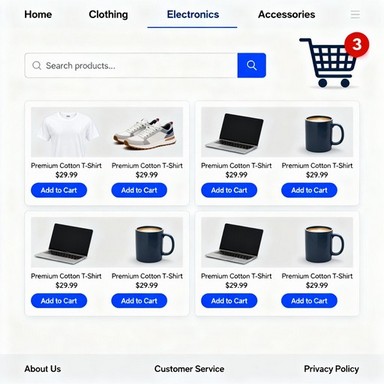 Home Clothing Electronics Accessories
3
Search products...
Premium Cotton T-Shirt Premium Cotton T-Shirt Premium Cotton T-Shirt Premium Cotton T-Shirt
$29.99 $29.99 $29.99 $29.99
Add to Cart Add to Cart Add to Cart Add to Cart
Premium Cotton T-Shirt Premium Cotton T-Shirt Premium Cotton T-Shirt Premium Cotton T-Shirt
$29.99 $29.99 $29.99 $29.99
Add to Cart Add to Cart Add to Cart Add to Cart
About Us Customer Service Privacy Policy